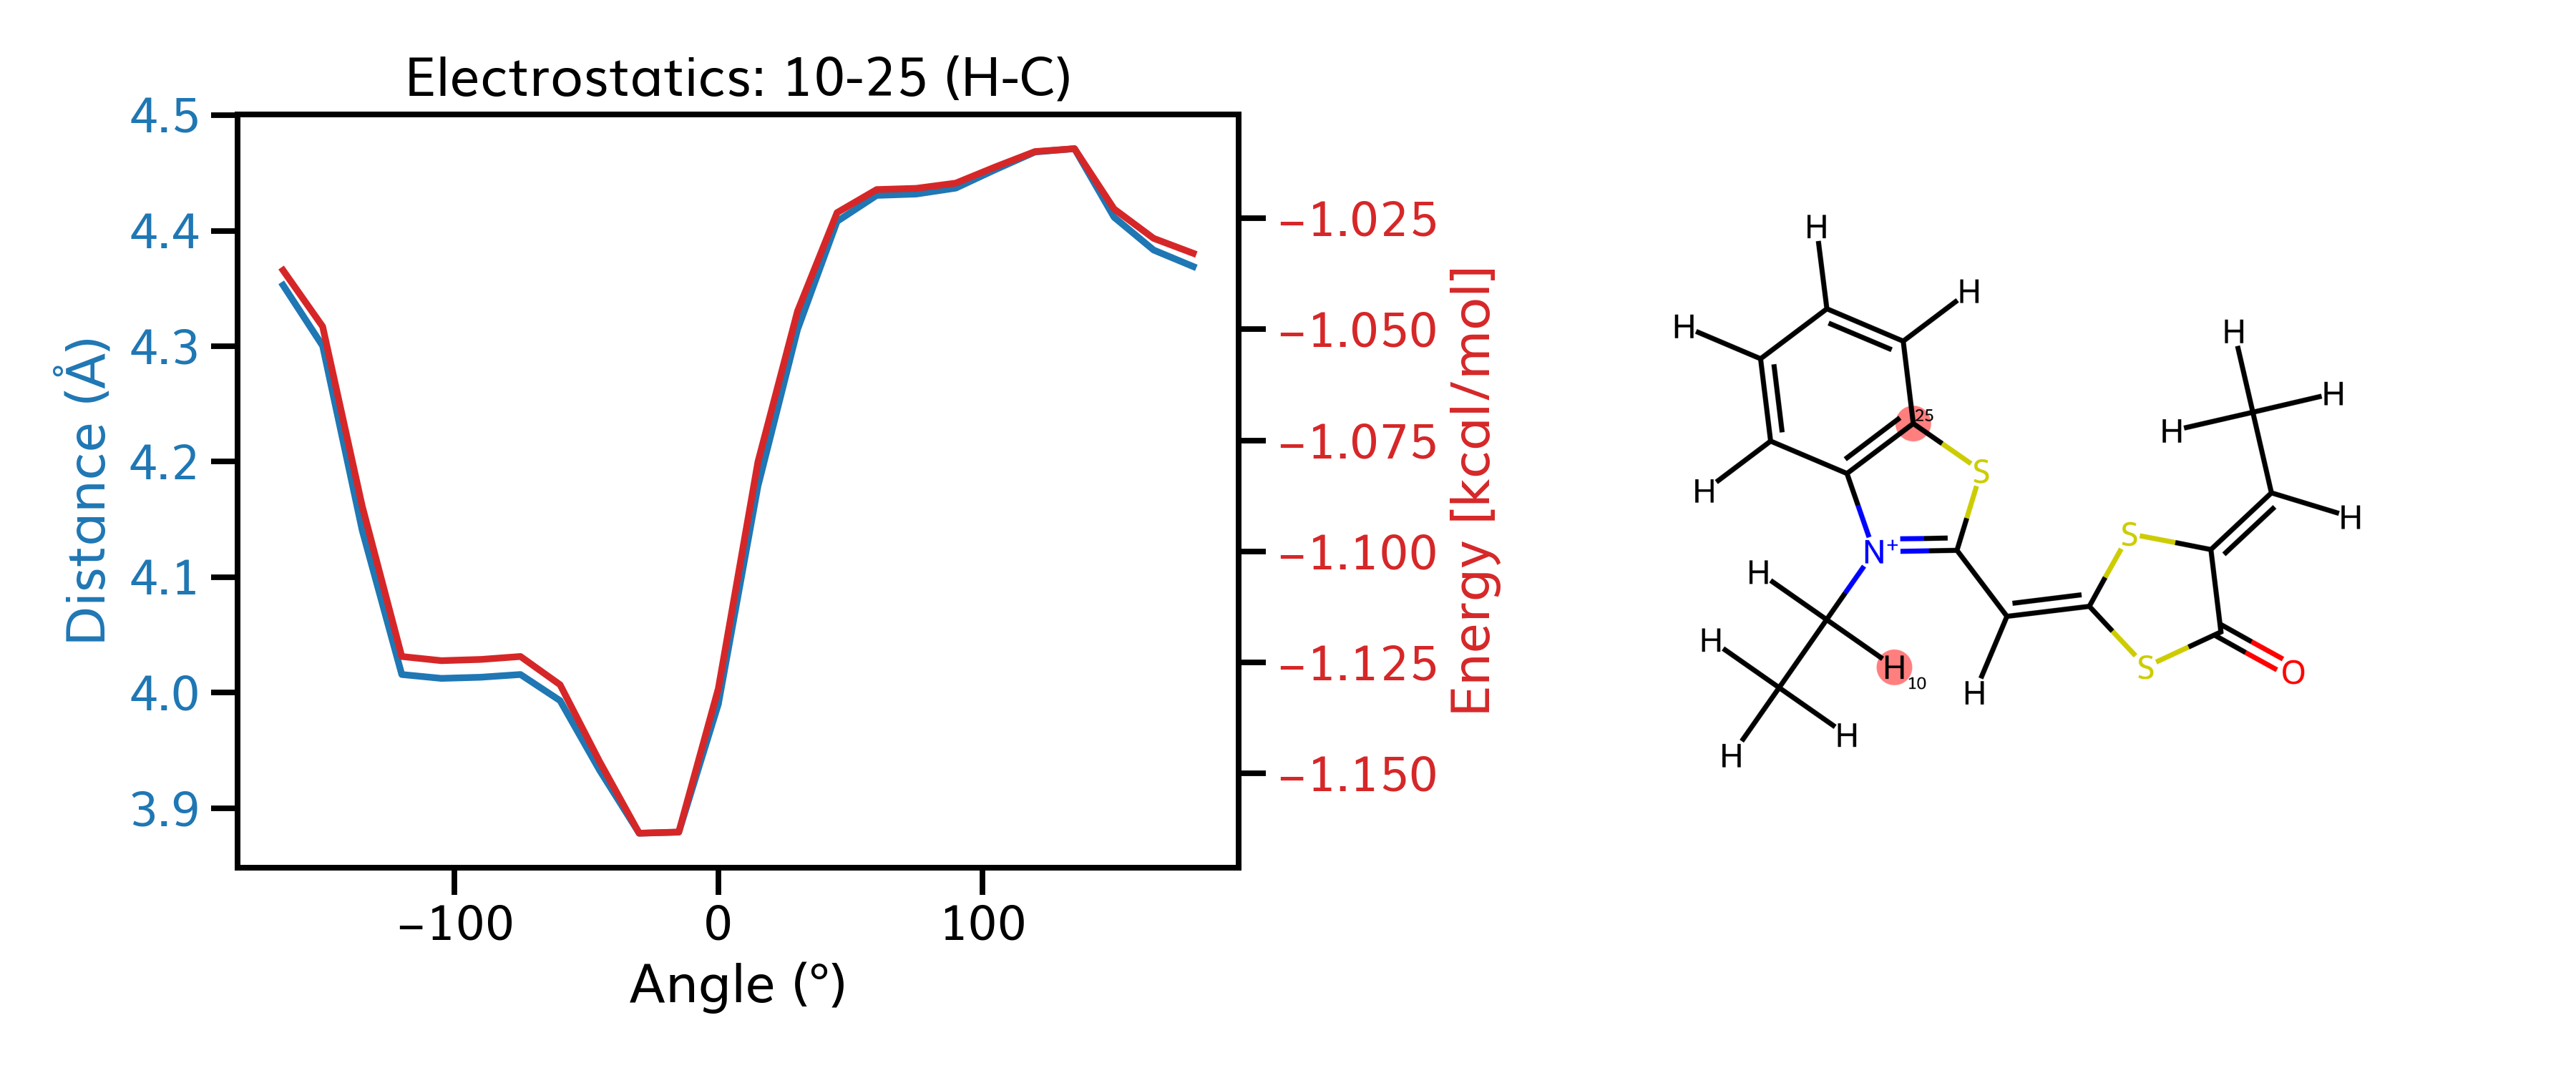 Electrostatics: 10-25 (H-C)
4.5
4.4
4.3
4.2
4.1
4.0
3.9
Distance (Å)
−100
0
100
Angle (°)
−1.025
−1.050
−1.075
−1.100
−1.125
−1.150
Energy [kcal/mol]
H
H
H
H
H
H
25
S
H
H
S
N+
H
H
H
10
S
O
H
H
H